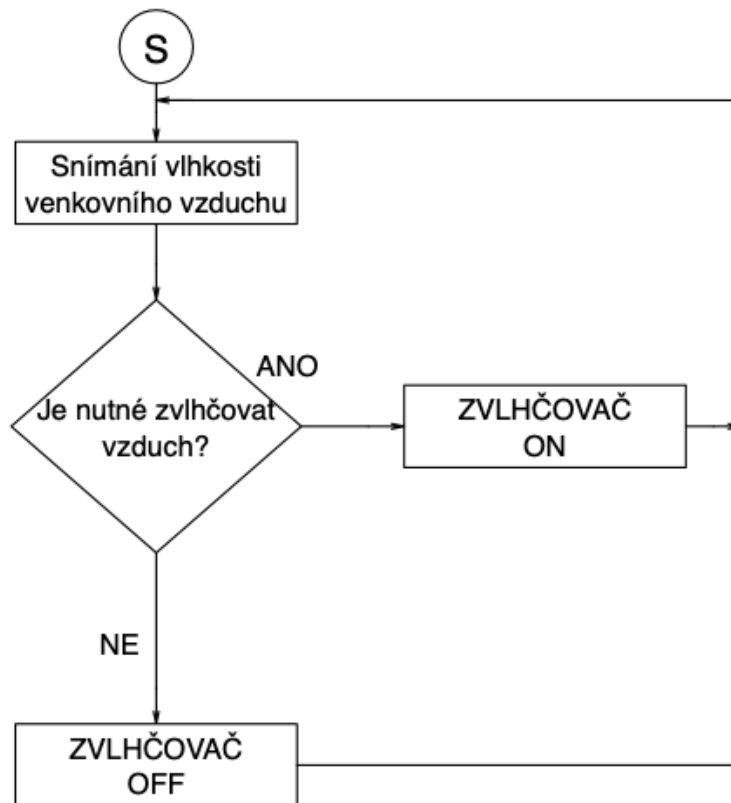 S
Snímání vlhkosti
venkovního vzduchu
ANO
Je nutné zvlhčovat
vzduch?
ZVLHČOVAČ
ON
NE
ZVLHČOVAČ
OFF